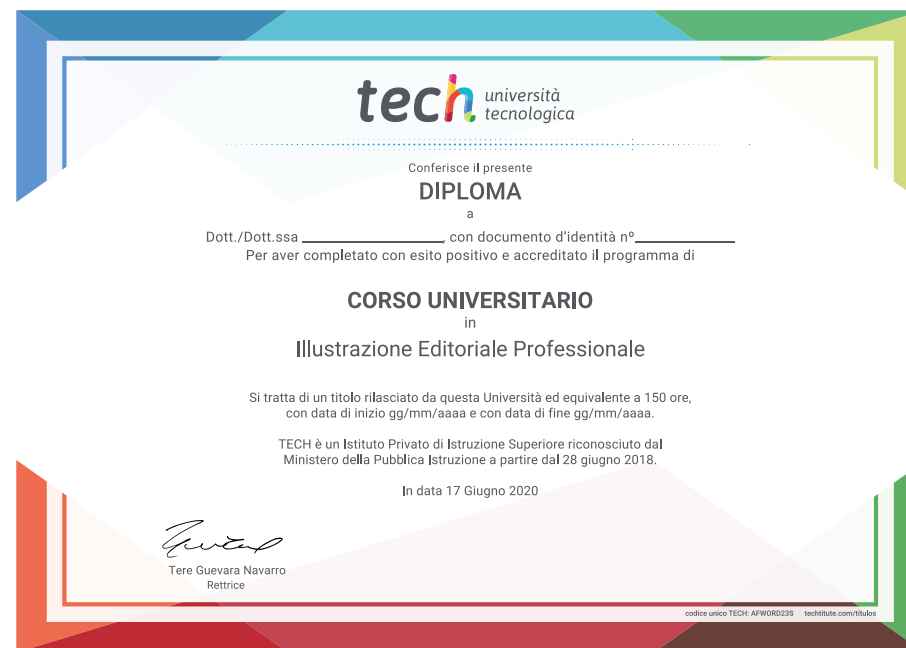 tech università
tecnologica
Conferisce il presente
DIPLOMA
a
Dott./Dott.ssa __________________, con documento d'identità nº_____________
Per aver completato con esito positivo e accreditato il programma di
CORSO UNIVERSITARIO
in
Illustrazione Editoriale Professionale
Si tratta di un titolo rilasciato da questa Università ed equivalente a 150 ore,
con data di inizio gg/mm/aaaa e con data di fine gg/mm/aaaa.
TECH è un Istituto Privato di Istruzione Superiore riconosciuto dal
Ministero della Pubblica Istruzione a partire dal 28 giugno 2018.
In data 17 Giugno 2020
Tere Guevara Navarro
Rettrice
codice unico TECH: AFWORD23S techtitute.com/títulos